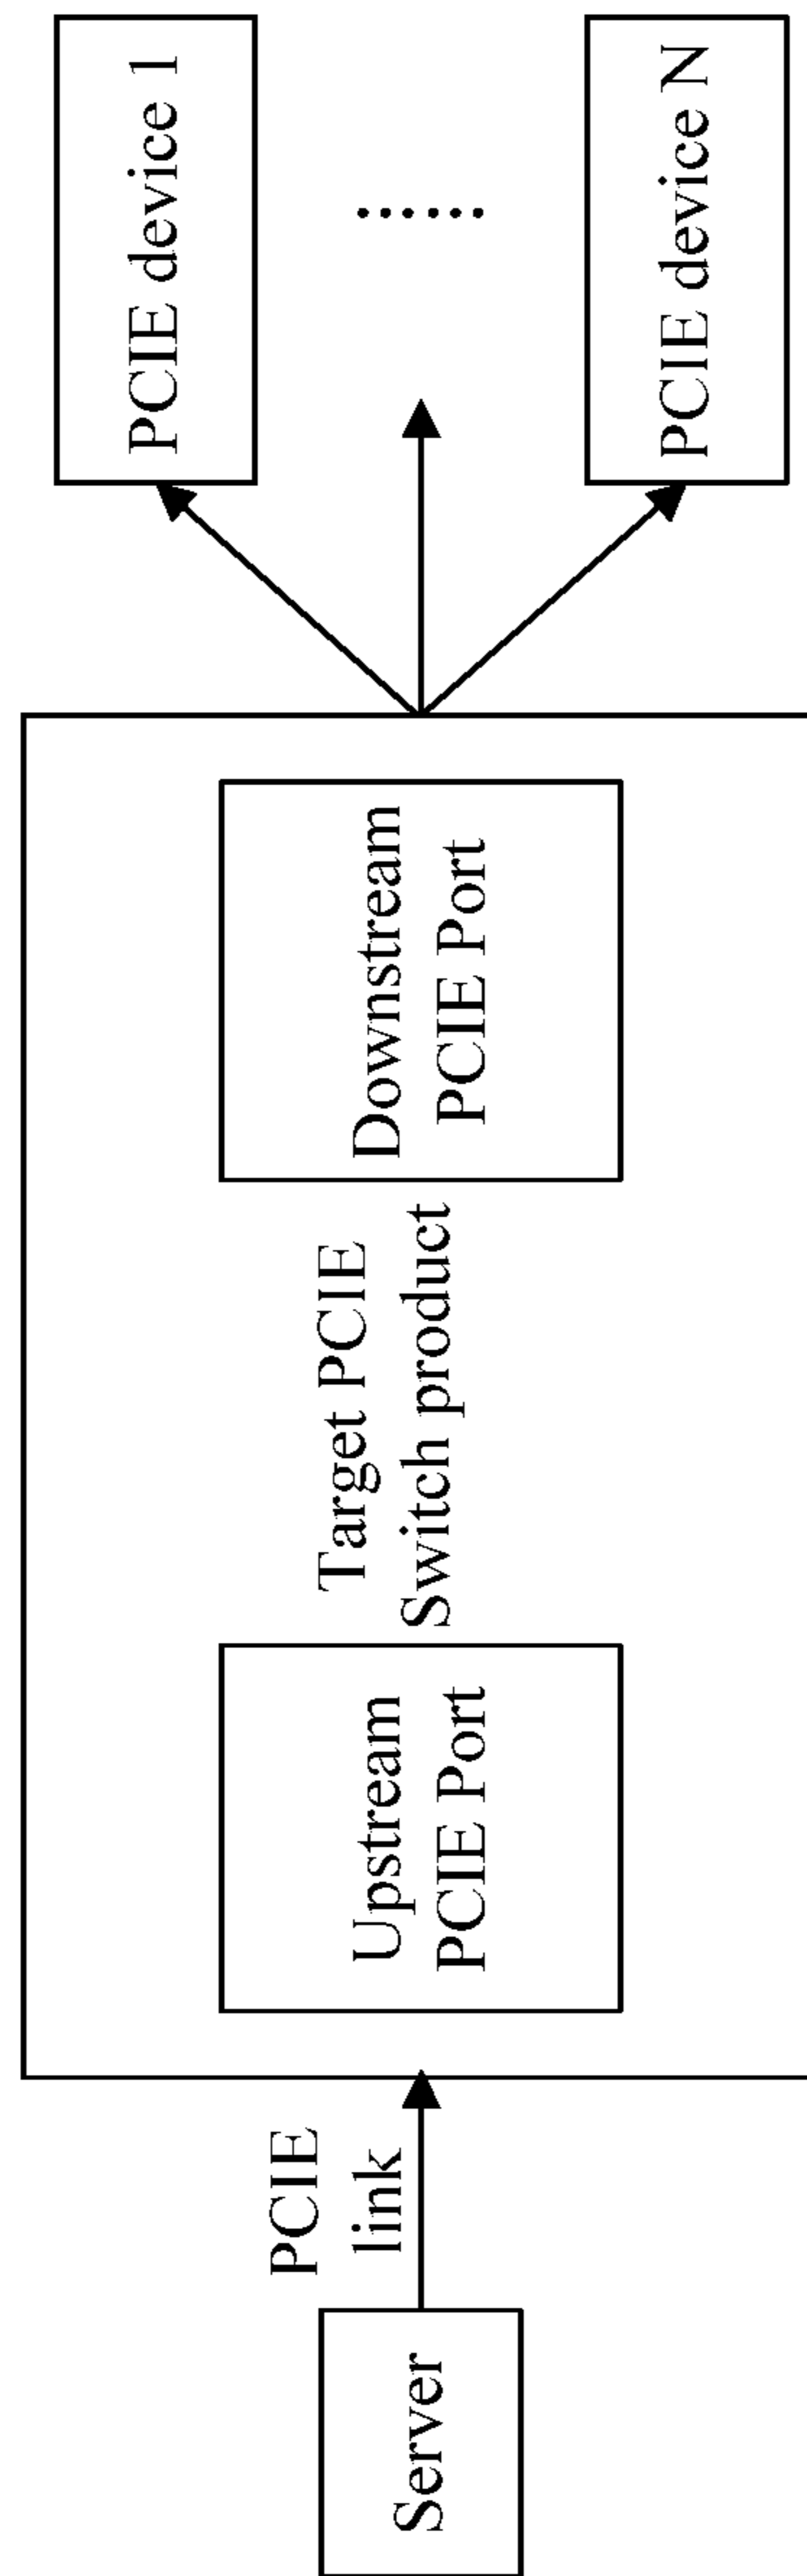 Server
PCIE
link
Upstream
PCIE Port
Target PCIE
Switch product
Downstream
PCIE Port
PCIE device 1
......
PCIE device N